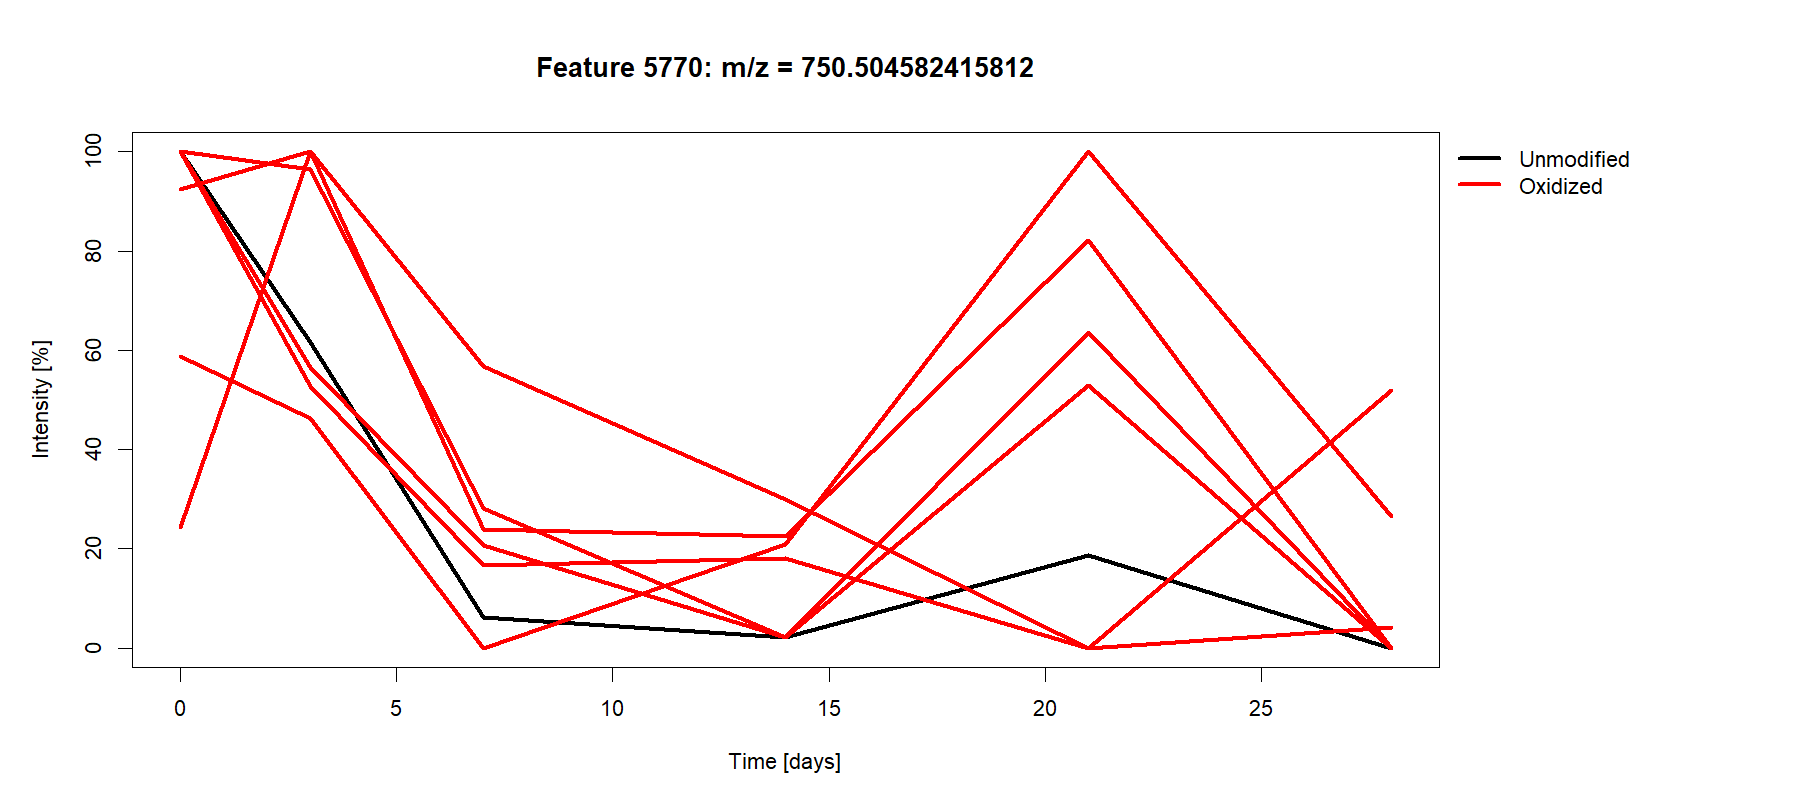 Feature 5770: m/z = 750.504582415812
Unmodified
Oxidized
100
80
60
40
20
0
Intensity [%]
0 5 10 15 20 25
Time [days]